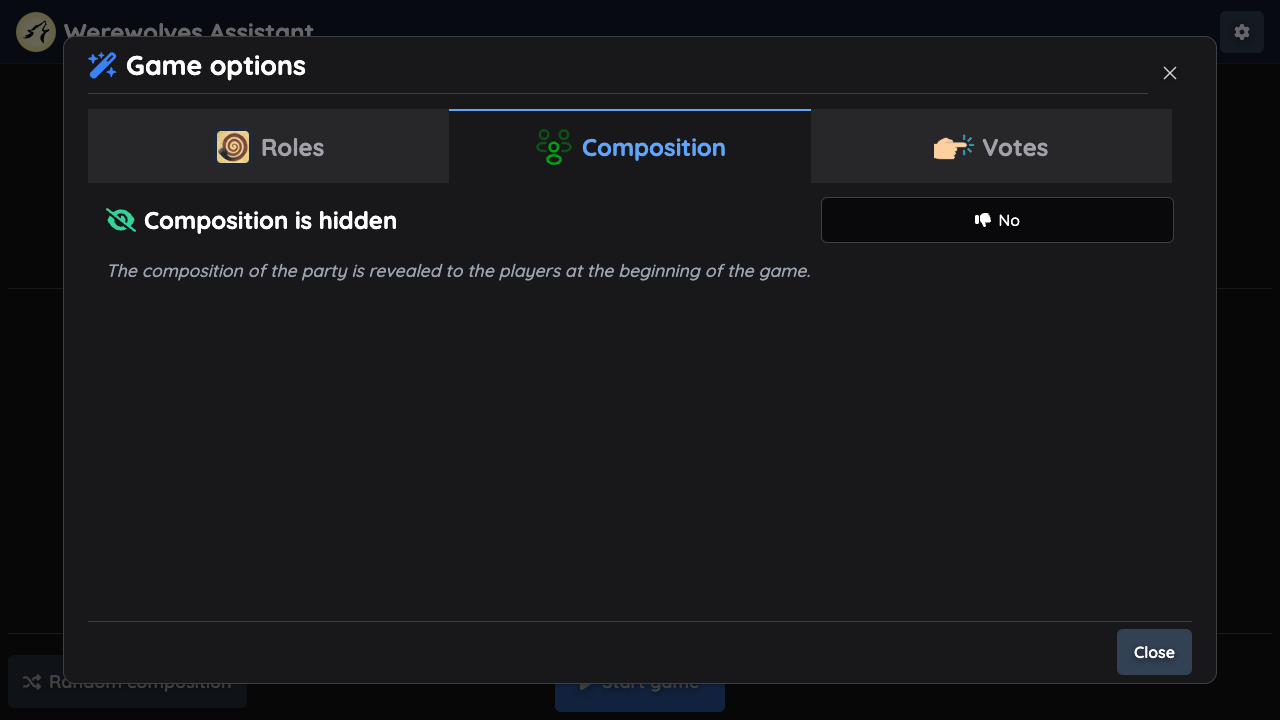 Werewolves Assistant
Game options
Roles
Composition
Votes
Composition is hidden
No
The composition of the party is revealed to the players at the beginning of the game.
Close
Random composition
Start game